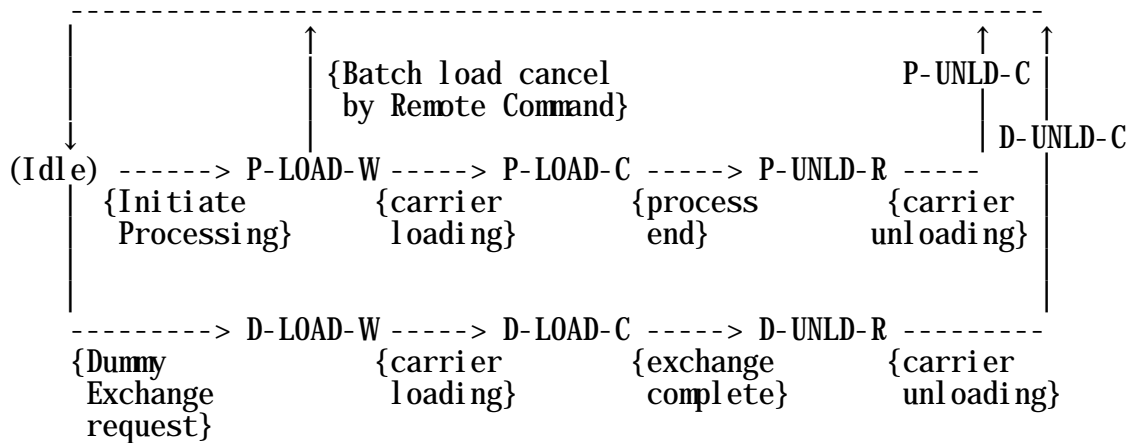 {Batch load cancel P-UNLD-C
by Remote Command}
D-UNLD-C
(Idle) ------> P-LOAD-W -----> P-LOAD-C -----> P-UNLD-R -----
{Initiate {carrier {process {carrier
Processing} loading} end} unloading}
---------> D-LOAD-W -----> D-LOAD-C -----> D-UNLD-R ---------
{Dummy {carrier {exchange {carrier
Exchange loading} complete} unloading}
request}